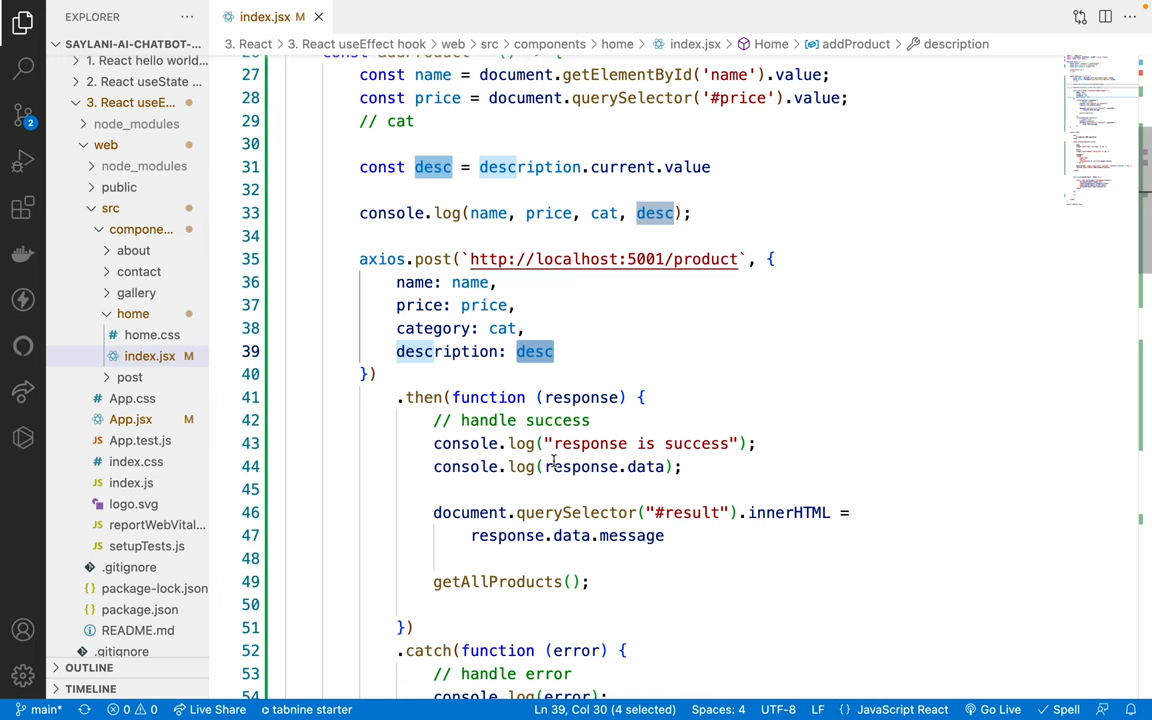 EXPLORER
index.jsx M
SAYLANI-AI-CHATBOT-...
3. React > 3. React useEffect hook > web > src > components > home > index.jsx > Home > addProduct > description
1. React hello world...
2. React useState ...
3. React useE...
node_modules
web
node_modules
public
src
compone...
about
contact
gallery
home
home.css
index.jsx M
post
App.css
App.jsx M
App.test.js
index.css
index.js
logo.svg
reportWebVital...
setupTests.js
.gitignore
package-lock.json
package.json
README.md
.gitignore
OUTLINE
TIMELINE
2
27 const name = document.getElementById('name').value;
28 const price = document.querySelector('#price').value;
29 // cat
30
31 const desc = description.current.value
32
33 console.log(name, price, cat, desc);
34
35 axios.post(`http://localhost:5001/product`, {
36 name: name,
37 price: price,
38 category: cat,
39 description: desc
40 })
41 .then(function (response) {
42 // handle success
43 console.log("response is success");
44 console.log(response.data);
45
46 document.querySelector("#result").innerHTML =
47 response.data.message
48
49 getAllProducts();
50
51 })
52 .catch(function (error) {
53 // handle error
54 console.log(error);
main* 0 0 Live Share tabnine starter Ln 39, Col 30 (4 selected) Spaces: 4 UTF-8 LF {} JavaScript React Go Live Spell